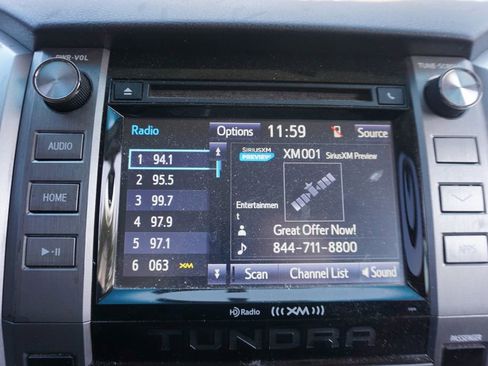 PWR·VOL
TUNE·SCROLL
AUDIO
HOME
APPS
Radio Options 11:59 Source
1 94.1
2 95.5
3 99.7
4 97.9
5 97.1
6 063 XM
SIRIUSXM PREVIEW XM001 SiriusXM Preview
Entertainmen
t
Great Offer Now!
844-711-8800
Scan Channel List Sound
HD Radio ((( XM )))
TUNDRA
PASSENGER